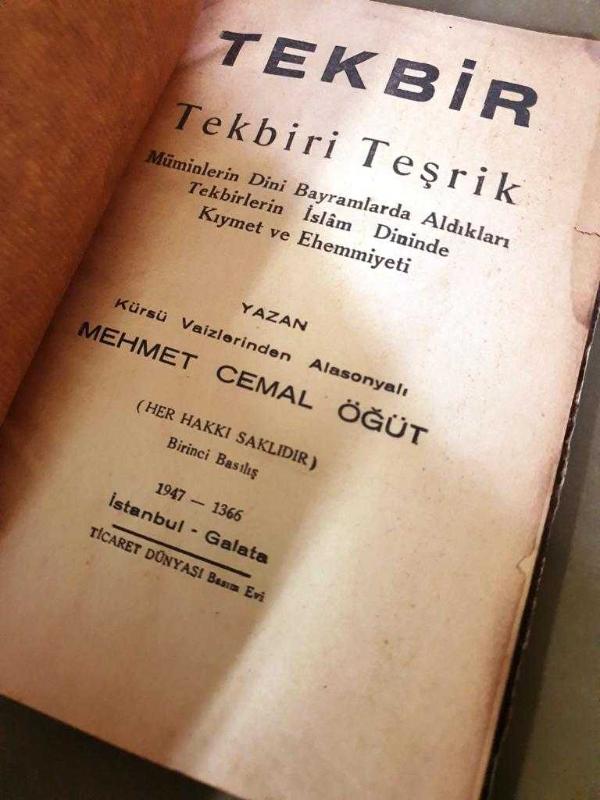 TEKBİR
Tekbiri Teşrik
Müminlerin Dini Bayramlarda Aldıkları
Tekbirlerin İslâm Dininde
Kıymet ve Ehemmiyeti
YAZAN
Kürsü Vaizlerinden Alasonyalı
MEHMET CEMAL ÖĞÜT
(HER HAKKI SAKLIDIR)
Birinci Basılış
1947 — 1366
İstanbul - Galata
TİCARET DÜNYASI Basım Evi